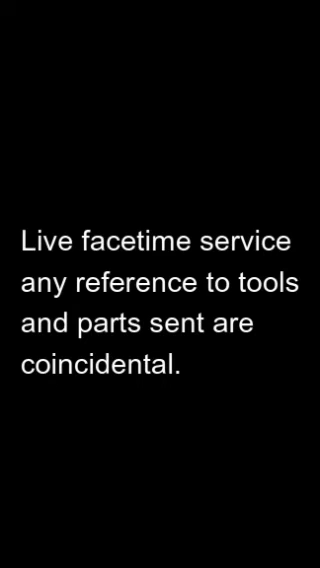 Live facetime service
any reference to tools
and parts sent are
coincidental.